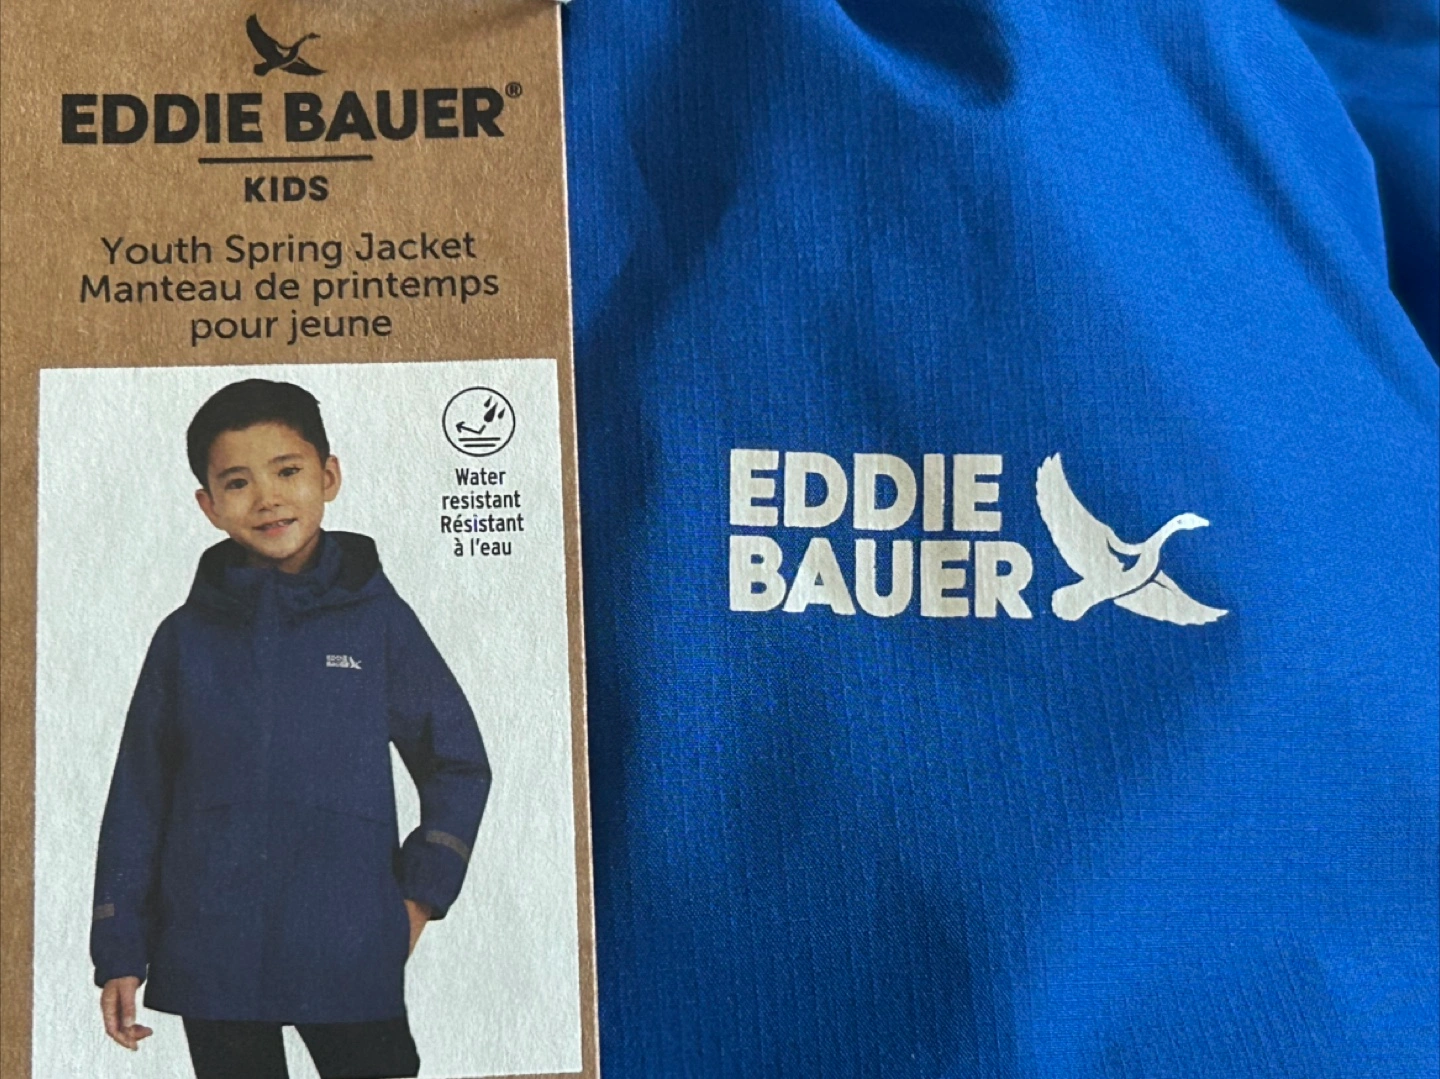 EDDIE BAUER®
KIDS
Youth Spring Jacket
Manteau de printemps
pour jeune
Water
resistant
Résistant
à l'eau
EDDIE
BAUER
EDDIE
BAUER